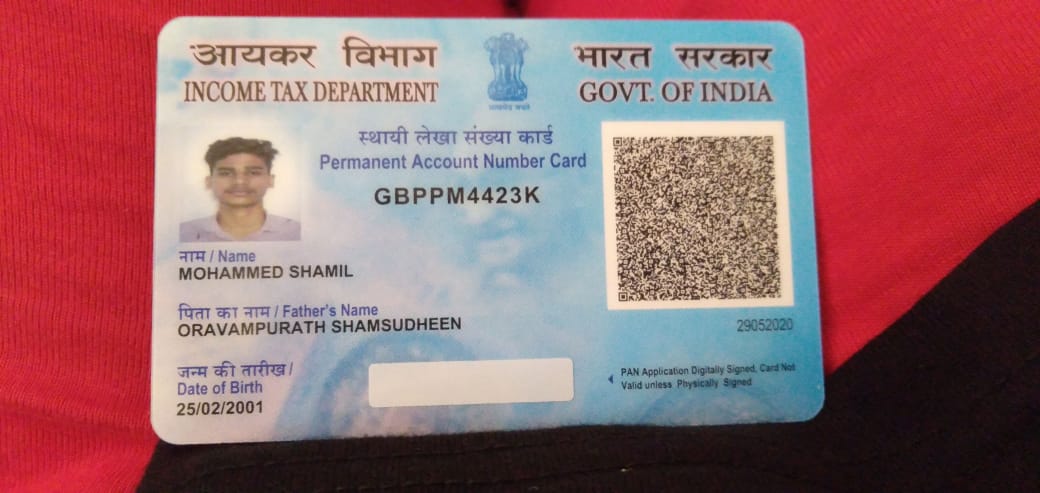 आयकर विभाग
INCOME TAX DEPARTMENT
भारत सरकार
GOVT. OF INDIA
सत्यमेव जयते
स्थायी लेखा संख्या कार्ड
Permanent Account Number Card
GBPPM4423K
नाम / Name
MOHAMMED SHAMIL
पिता का नाम / Father's Name
ORAVAMPURATH SHAMSUDHEEN
29052020
जन्म की तारीख /
Date of Birth
25/02/2001
PAN Application Digitally Signed, Card Not
Valid unless Physically Signed